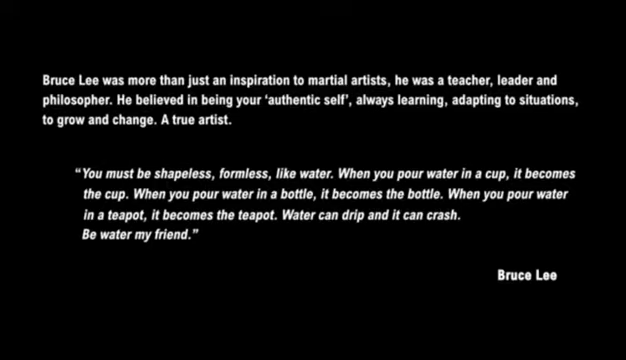 Bruce Lee was more than just an inspiration to martial artists, he was a teacher, leader and
philosopher. He believed in being your ‘authentic self’, always learning, adapting to situations,
to grow and change. A true artist.
“You must be shapeless, formless, like water. When you pour water in a cup, it becomes
the cup. When you pour water in a bottle, it becomes the bottle. When you pour water
in a teapot, it becomes the teapot. Water can drip and it can crash.
Be water my friend.”
Bruce Lee